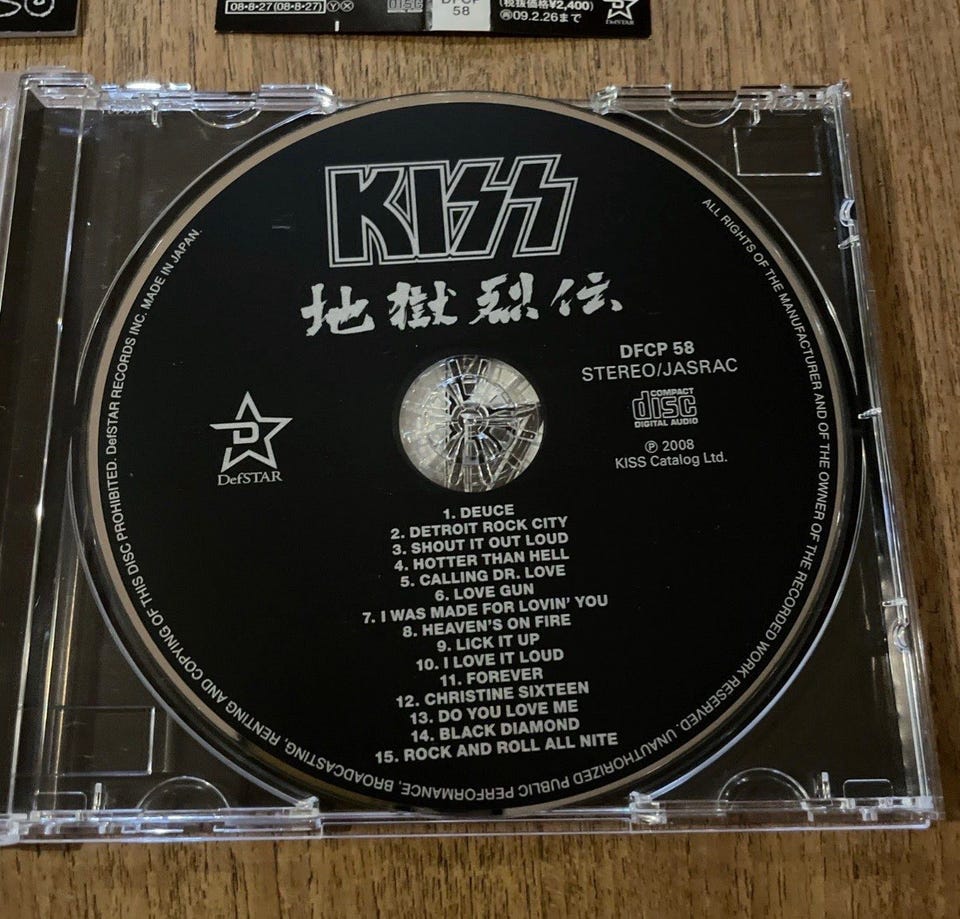 08・8・27(08・8・27)ⓎⓍ
disc
DFCP
58
(税抜価格¥2,400)
㋐09.2.26まで
DefSTAR
KISS
地獄烈伝
DFCP 58
STEREO/JASRAC
COMPACT
disc
DIGITAL AUDIO
Ⓟ 2008
KISS Catalog Ltd.
D
DefSTAR
1. DEUCE
2. DETROIT ROCK CITY
3. SHOUT IT OUT LOUD
4. HOTTER THAN HELL
5. CALLING DR. LOVE
6. LOVE GUN
7. I WAS MADE FOR LOVIN' YOU
8. HEAVEN'S ON FIRE
9. LICK IT UP
10. I LOVE IT LOUD
11. FOREVER
12. CHRISTINE SIXTEEN
13. DO YOU LOVE ME
14. BLACK DIAMOND
15. ROCK AND ROLL ALL NITE
ALL RIGHTS OF THE MANUFACTURER AND OF THE OWNER OF THE RECORDED WORK RESERVED. UNAUTHORIZED PUBLIC PERFORMANCE, BROADCASTING, RENTING AND COPYING OF THIS DISC PROHIBITED. DefSTAR RECORDS INC. MADE IN JAPAN.